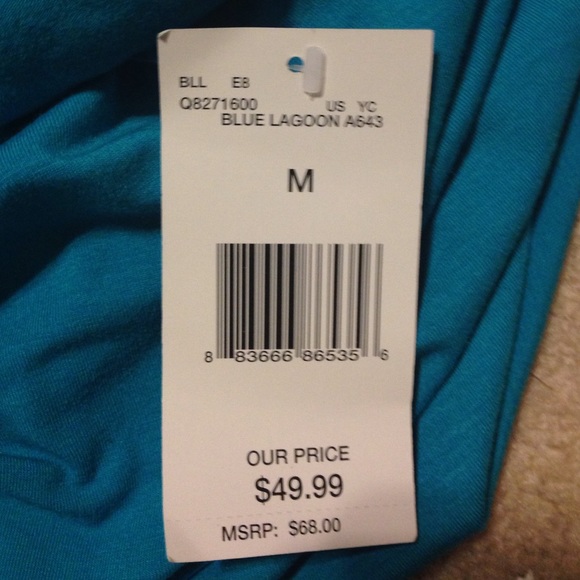 BLL E8
Q8271600 US YC
BLUE LAGOON A643
M
8 83666 86535 6
OUR PRICE
$49.99
MSRP: $68.00